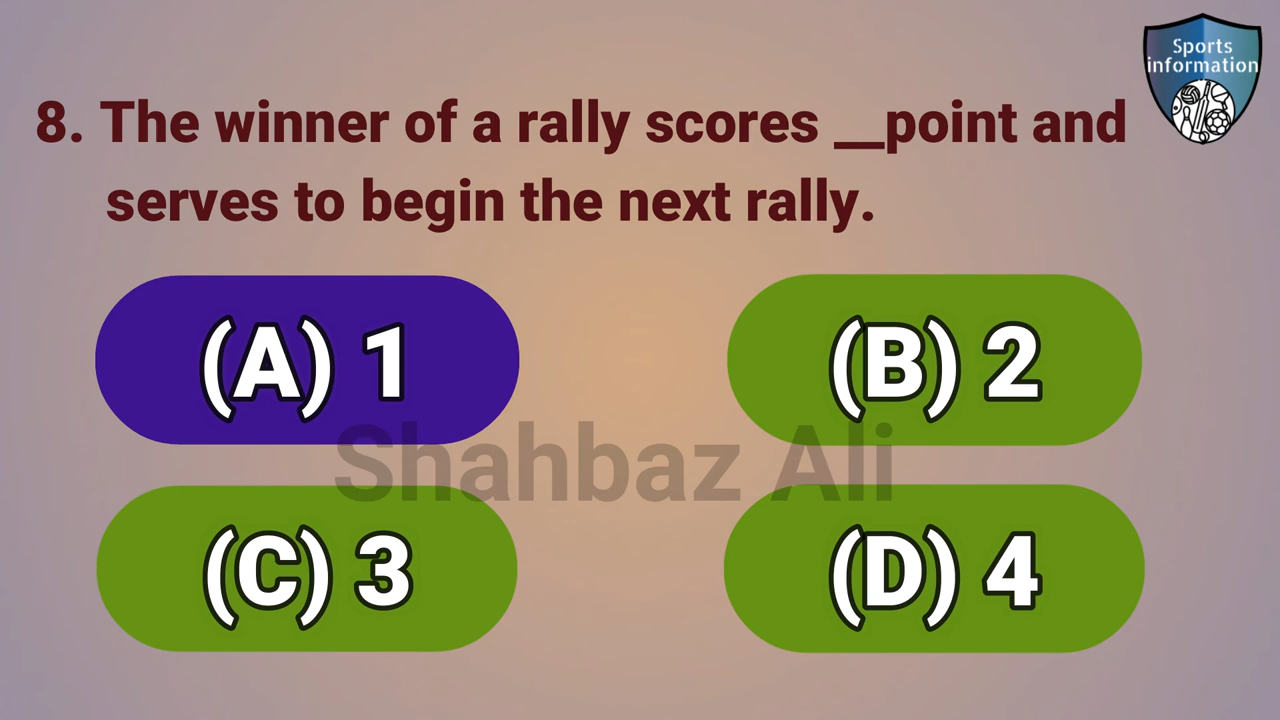 Sports
information
8. The winner of a rally scores __point and
serves to begin the next rally.
(A) 1
(B) 2
Shahbaz Ali
(C) 3
(D) 4